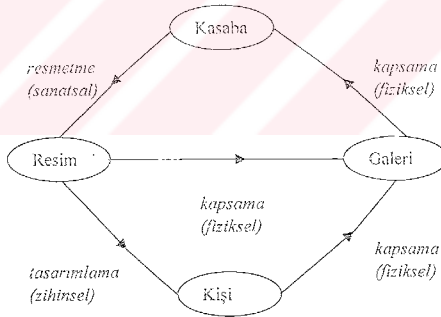 Kasaba
resmetme
(sanatsal)
kapsama
(fiziksel)
Resim
Galeri
kapsama
(fiziksel)
tasarımlama
(zihinsel)
kapsama
(fiziksel)
Kişi